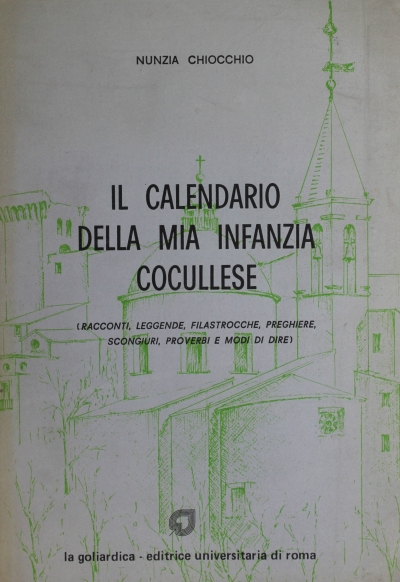 NUNZIA CHIOCCHIO
IL CALENDARIO
DELLA MIA INFANZIA
COCULLESE
(RACCONTI, LEGGENDE, FILASTROCCHE, PREGHIERE,
SCONGIURI, PROVERBI E MODI DI DIRE)
la goliardica - editrice universitaria di roma